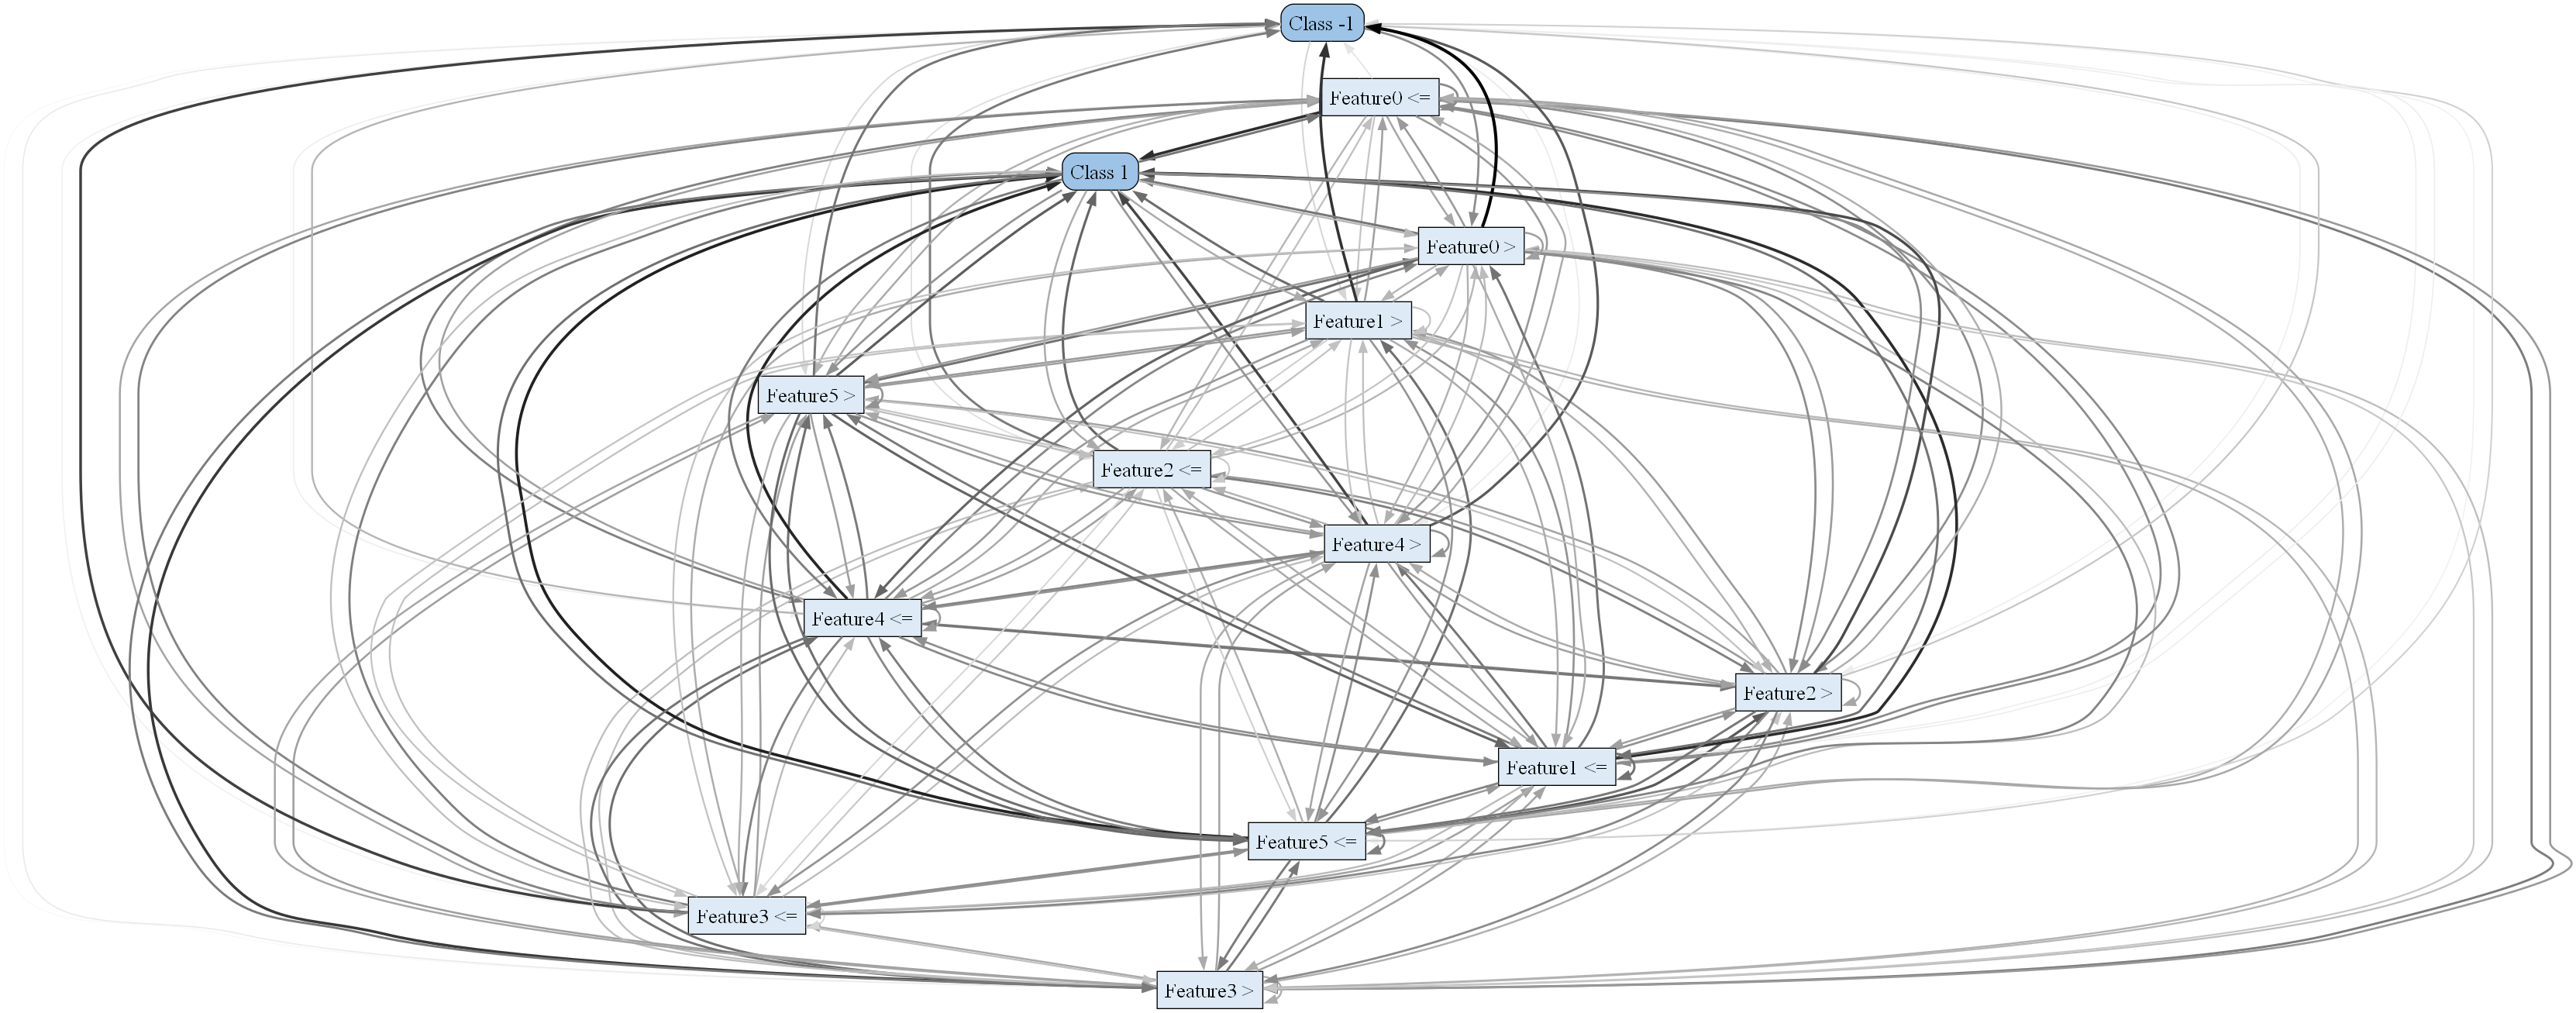 Class -1
Feature0 <=
Class 1
Feature0 >
Feature1 >
Feature5 >
Feature2 <=
Feature4 >
Feature4 <=
Feature2 >
Feature1 <=
Feature5 <=
Feature3 <=
Feature3 >